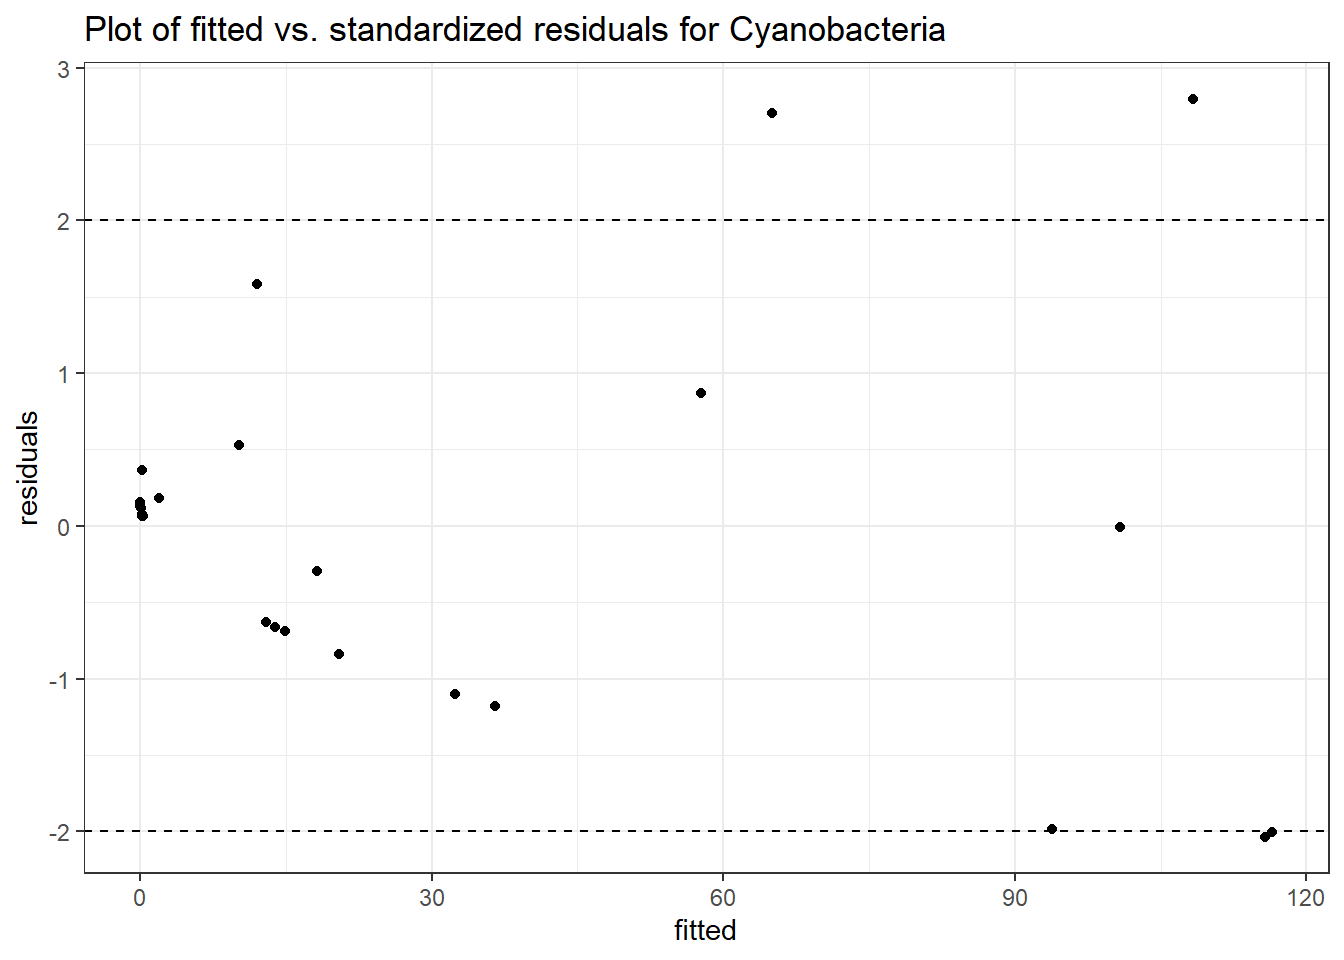 Plot of fitted vs. standardized residuals for Cyanobacteria
3
2
1
0
-1
-2
residuals
0 30 60 90 120
fitted